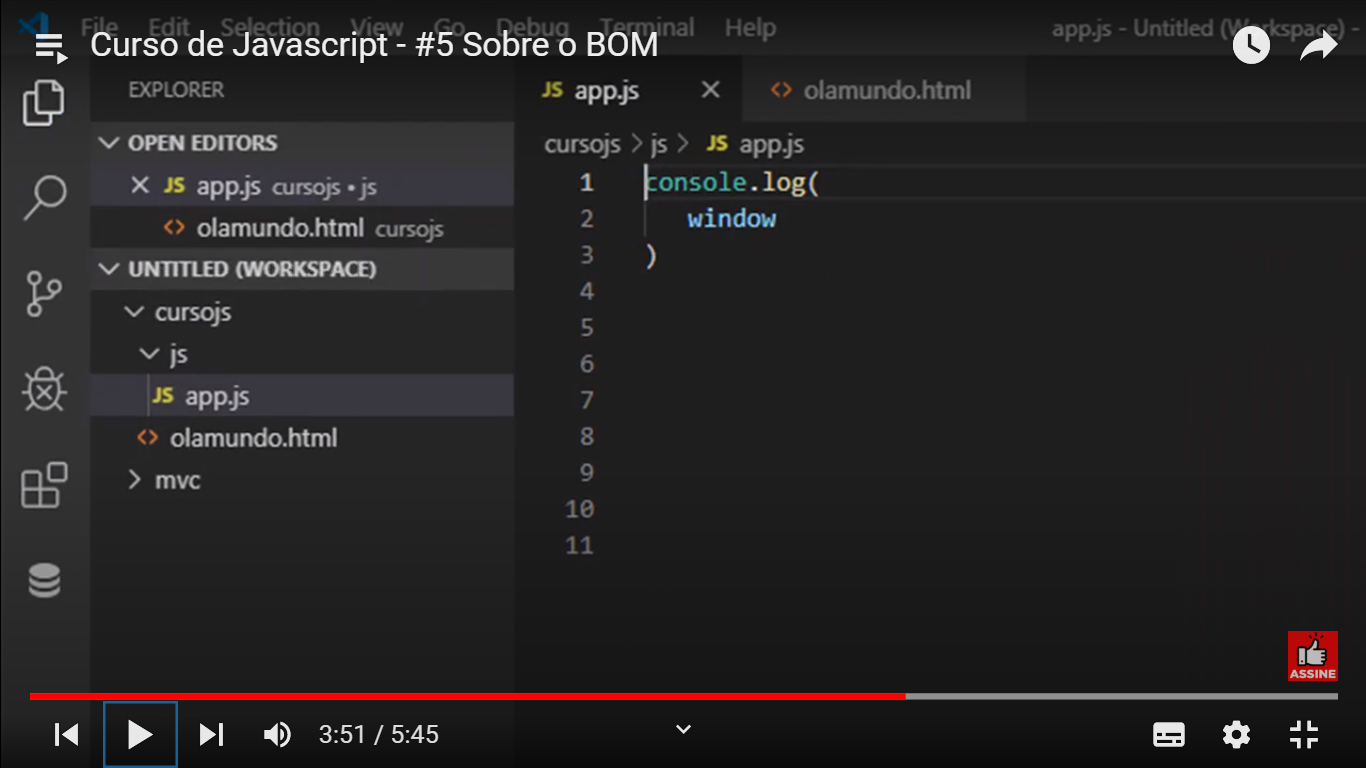 File Edit Selection View Go Debug Terminal Help app.js - Untitled (Workspace) -
Curso de Javascript - #5 Sobre o BOM
EXPLORER
OPEN EDITORS
JS app.js cursojs • js
<> olamundo.html cursojs
UNTITLED (WORKSPACE)
cursojs
js
JS app.js
<> olamundo.html
mvc
JS app.js
<> olamundo.html
cursojs > js > JS app.js
1 console.log(
2 window
3 )
4
5
6
7
8
9
10
11
ASSINE
3:51 / 5:45